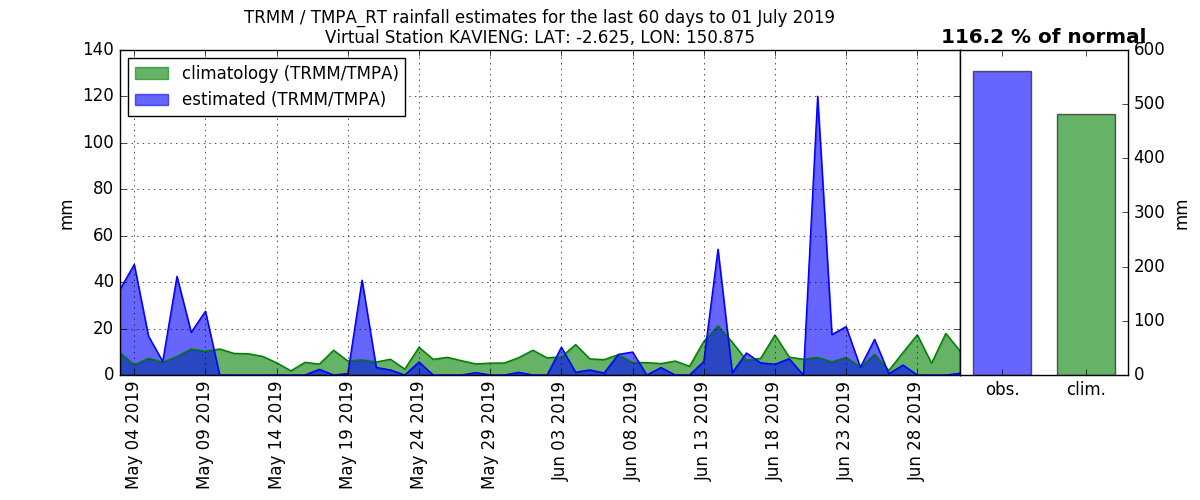 TRMM / TMPA_RT rainfall estimates for the last 60 days to 01 July 2019
Virtual Station KAVIENG: LAT: -2.625, LON: 150.875
116.2 % of normal
climatology (TRMM/TMPA)
estimated (TRMM/TMPA)
140
120
100
80
60
40
20
0
mm
May 04 2019
May 09 2019
May 14 2019
May 19 2019
May 24 2019
May 29 2019
Jun 03 2019
Jun 08 2019
Jun 13 2019
Jun 18 2019
Jun 23 2019
Jun 28 2019
obs.
clim.
600
500
400
300
200
100
0
mm